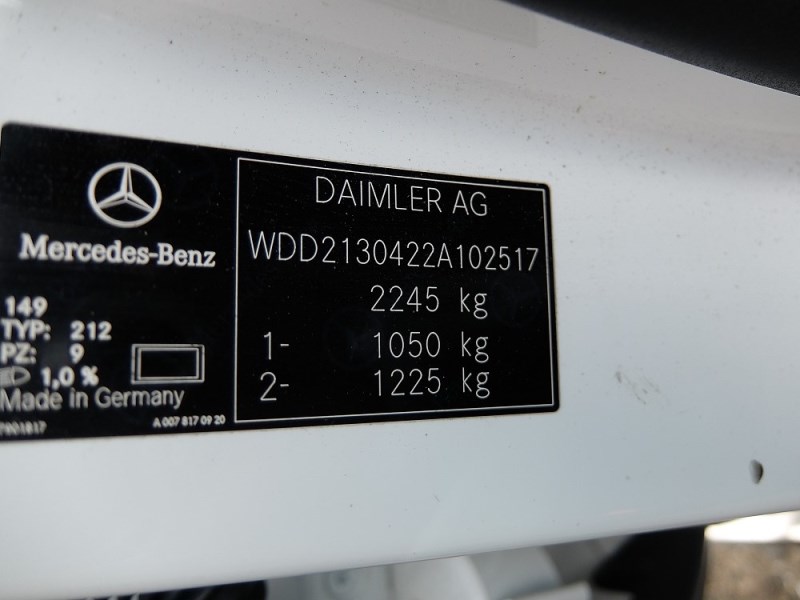 Mercedes-Benz
149
TYP: 212
PZ: 9
1,0 %
Made in Germany
A 007 817 09 20
DAIMLER AG
WDD2130422A102517
2245 kg
1- 1050 kg
2- 1225 kg